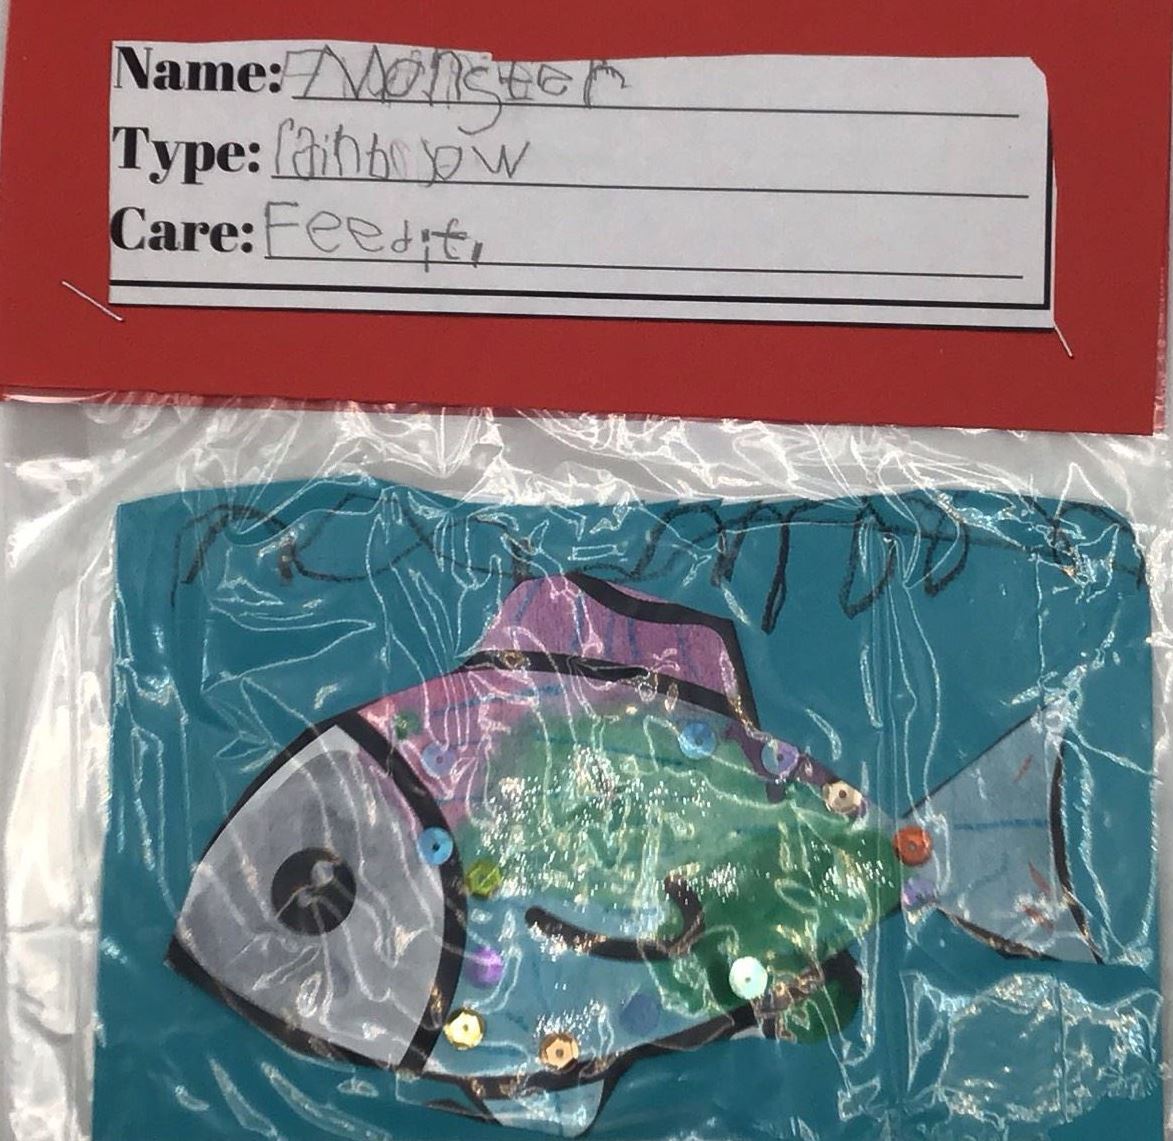 Name: Monster
Type: rainbow
Care: Feed it,